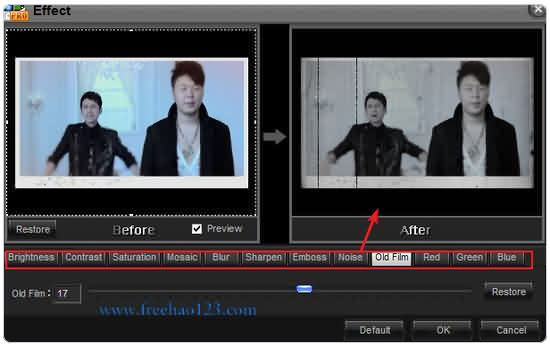 PRO Effect
Restore Before Preview After
Brightness Contrast Saturation Mosaic Blur Sharpen Emboss Noise Old Film Red Green Blue
Old Film: 17 Restore
www.freehao123.com
Default OK Cancel